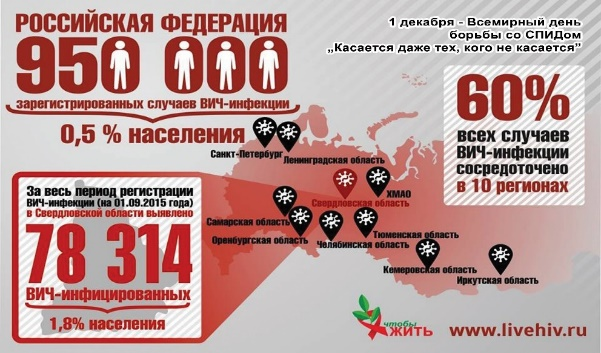 РОССИЙСКАЯ ФЕДЕРАЦИЯ
950 000
зарегистрированных случаев ВИЧ-инфекции
0,5 % населения
1 декабря - Всемирный день
борьбы со СПИДом
„Касается даже тех, кого не касается”
60%
всех случаев
ВИЧ-инфекции
сосредоточено
в 10 регионах
Санкт-Петербург
Ленинградская область
ХМАО
Свердловская область
Самарская область
Оренбургская область
Тюменская область
Челябинская область
Кемеровская область
Иркутская область
За весь период регистрации
ВИЧ-инфекции (на 01.09.2015 года)
в Свердловской области выявлено
78 314
ВИЧ-инфицированных
1,8% населения
чтобы
жить
www.livehiv.ru